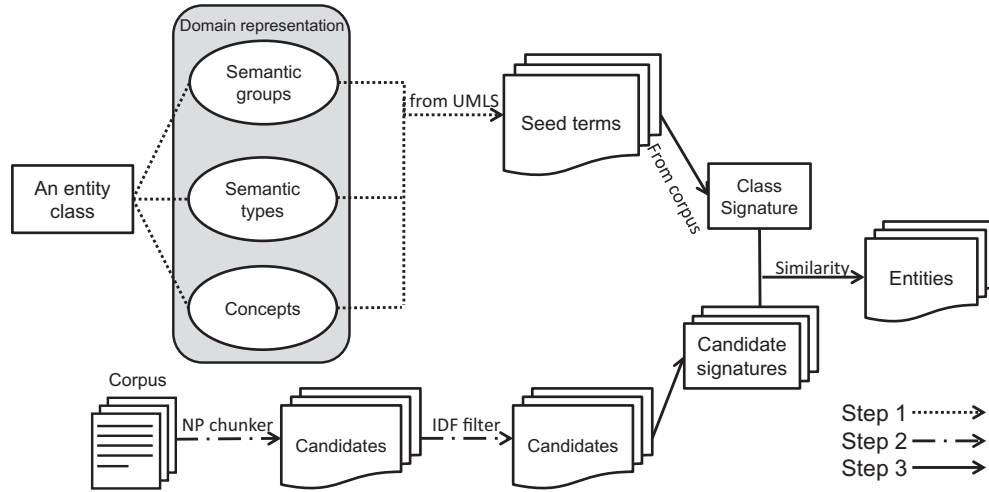 Domain representation
Semantic
groups
from UMLS
Seed terms
An entity
class
Semantic
types
From corpus
Class
Signature
Similarity
Entities
Concepts
Candidate
signatures
Corpus
NP chunker
Candidates
IDF filter
Candidates
Step 1
Step 2
Step 3